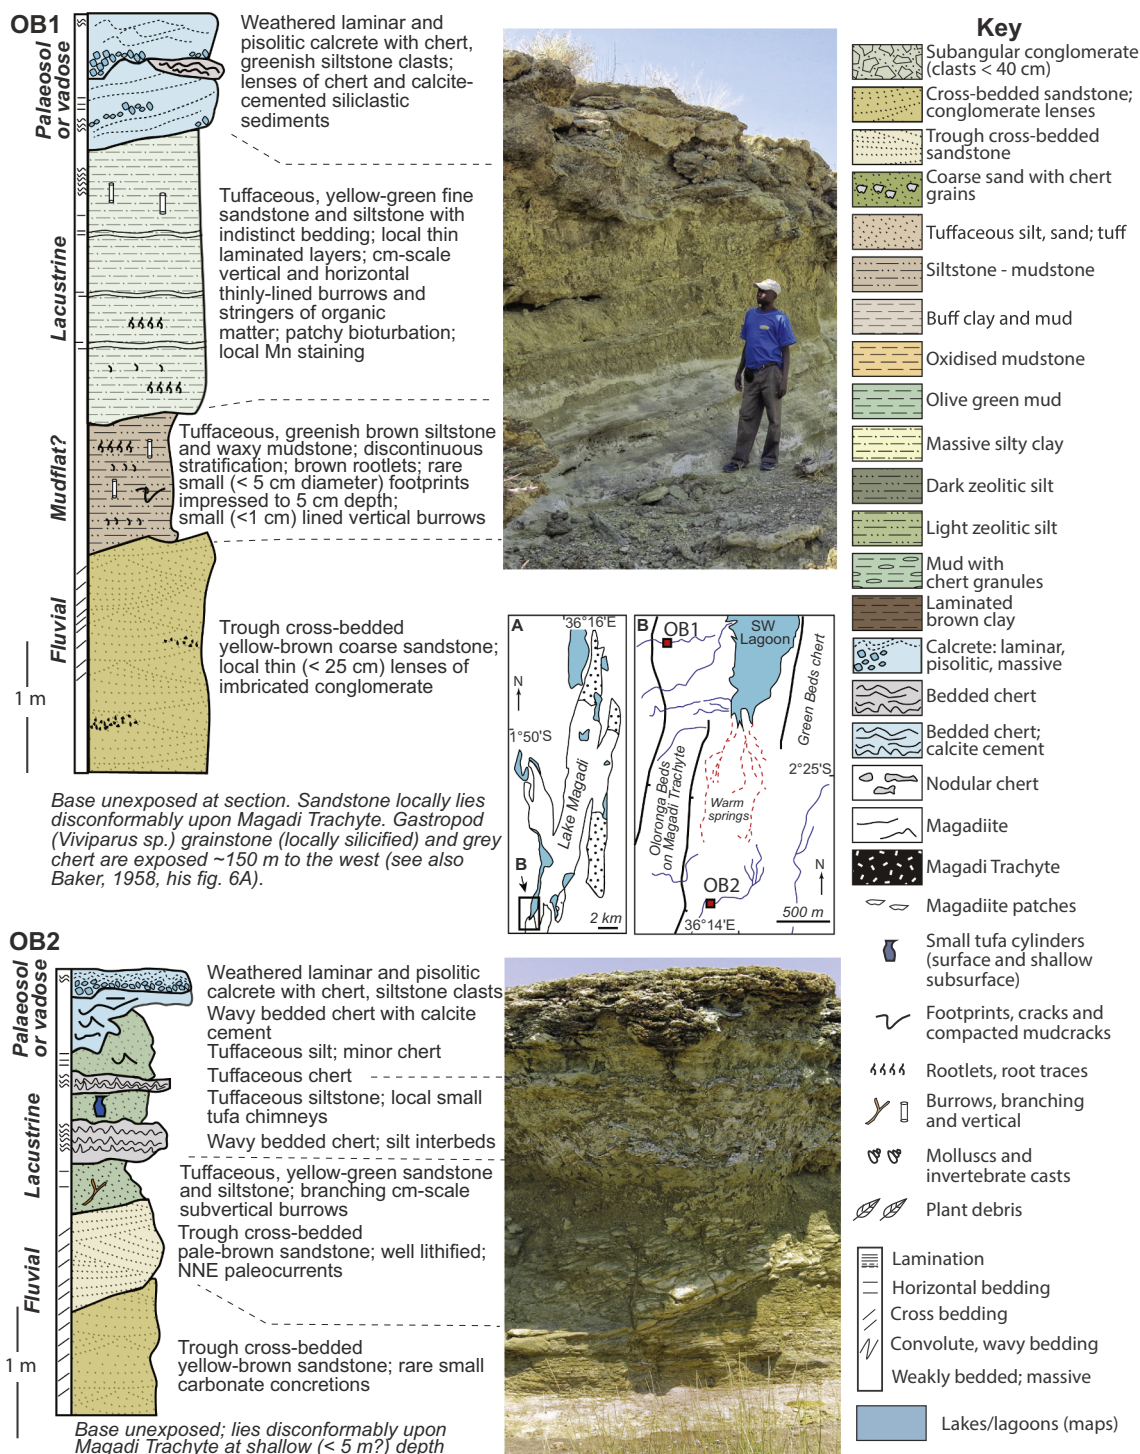 OB1
Palaeosol
or vadose
Weathered laminar and
pisolitic calcrete with chert,
greenish siltstone clasts;
lenses of chert and calcite-
cemented siliclastic
sediments
Lacustrine
Tuffaceous, yellow-green fine
sandstone and siltstone with
indistinct bedding; local thin
laminated layers; cm-scale
vertical and horizontal
thinly-lined burrows and
stringers of organic
matter; patchy bioturbation;
local Mn staining
Mudflat?
Tuffaceous, greenish brown siltstone
and waxy mudstone; discontinuous
stratification; brown rootlets; rare
small (< 5 cm diameter) footprints
impressed to 5 cm depth;
small (<1 cm) lined vertical burrows
Fluvial
Trough cross-bedded
yellow-brown coarse sandstone;
local thin (< 25 cm) lenses of
imbricated conglomerate
1 m
Base unexposed at section. Sandstone locally lies
disconformably upon Magadi Trachyte. Gastropod
(Viviparus sp.) grainstone (locally silicified) and grey
chert are exposed ~150 m to the west (see also
Baker, 1958, his fig. 6A).
A
36°16'E
N
1°50'S
Lake Magadi
B
2 km
B
OB1
SW
Lagoon
Green Beds chert
2°25'S
Oloronga Beds
on Magadi Trachyte
Warm
springs
N
OB2
36°14'E
500 m
OB2
Palaeosol
or vadose
Weathered laminar and pisolitic
calcrete with chert, siltstone clasts
Wavy bedded chert with calcite
cement
Tuffaceous silt; minor chert
Tuffaceous chert
Lacustrine
Tuffaceous siltstone; local small
tufa chimneys
Wavy bedded chert; silt interbeds
Tuffaceous, yellow-green sandstone
and siltstone; branching cm-scale
subvertical burrows
Fluvial
Trough cross-bedded
pale-brown sandstone; well lithified;
NNE paleocurrents
1 m
Trough cross-bedded
yellow-brown sandstone; rare small
carbonate concretions
Base unexposed; lies disconformably upon
Magadi Trachyte at shallow (< 5 m?) depth
Key
Subangular conglomerate
(clasts < 40 cm)
Cross-bedded sandstone;
conglomerate lenses
Trough cross-bedded
sandstone
Coarse sand with chert
grains
Tuffaceous silt, sand; tuff
Siltstone - mudstone
Buff clay and mud
Oxidised mudstone
Olive green mud
Massive silty clay
Dark zeolitic silt
Light zeolitic silt
Mud with
chert granules
Laminated
brown clay
Calcrete: laminar,
pisolitic, massive
Bedded chert
Bedded chert;
calcite cement
Nodular chert
Magadiite
Magadi Trachyte
Magadiite patches
Small tufa cylinders
(surface and shallow
subsurface)
Footprints, cracks and
compacted mudcracks
Rootlets, root traces
Burrows, branching
and vertical
Molluscs and
invertebrate casts
Plant debris
Lamination
Horizontal bedding
Cross bedding
Convolute, wavy bedding
Weakly bedded; massive
Lakes/lagoons (maps)